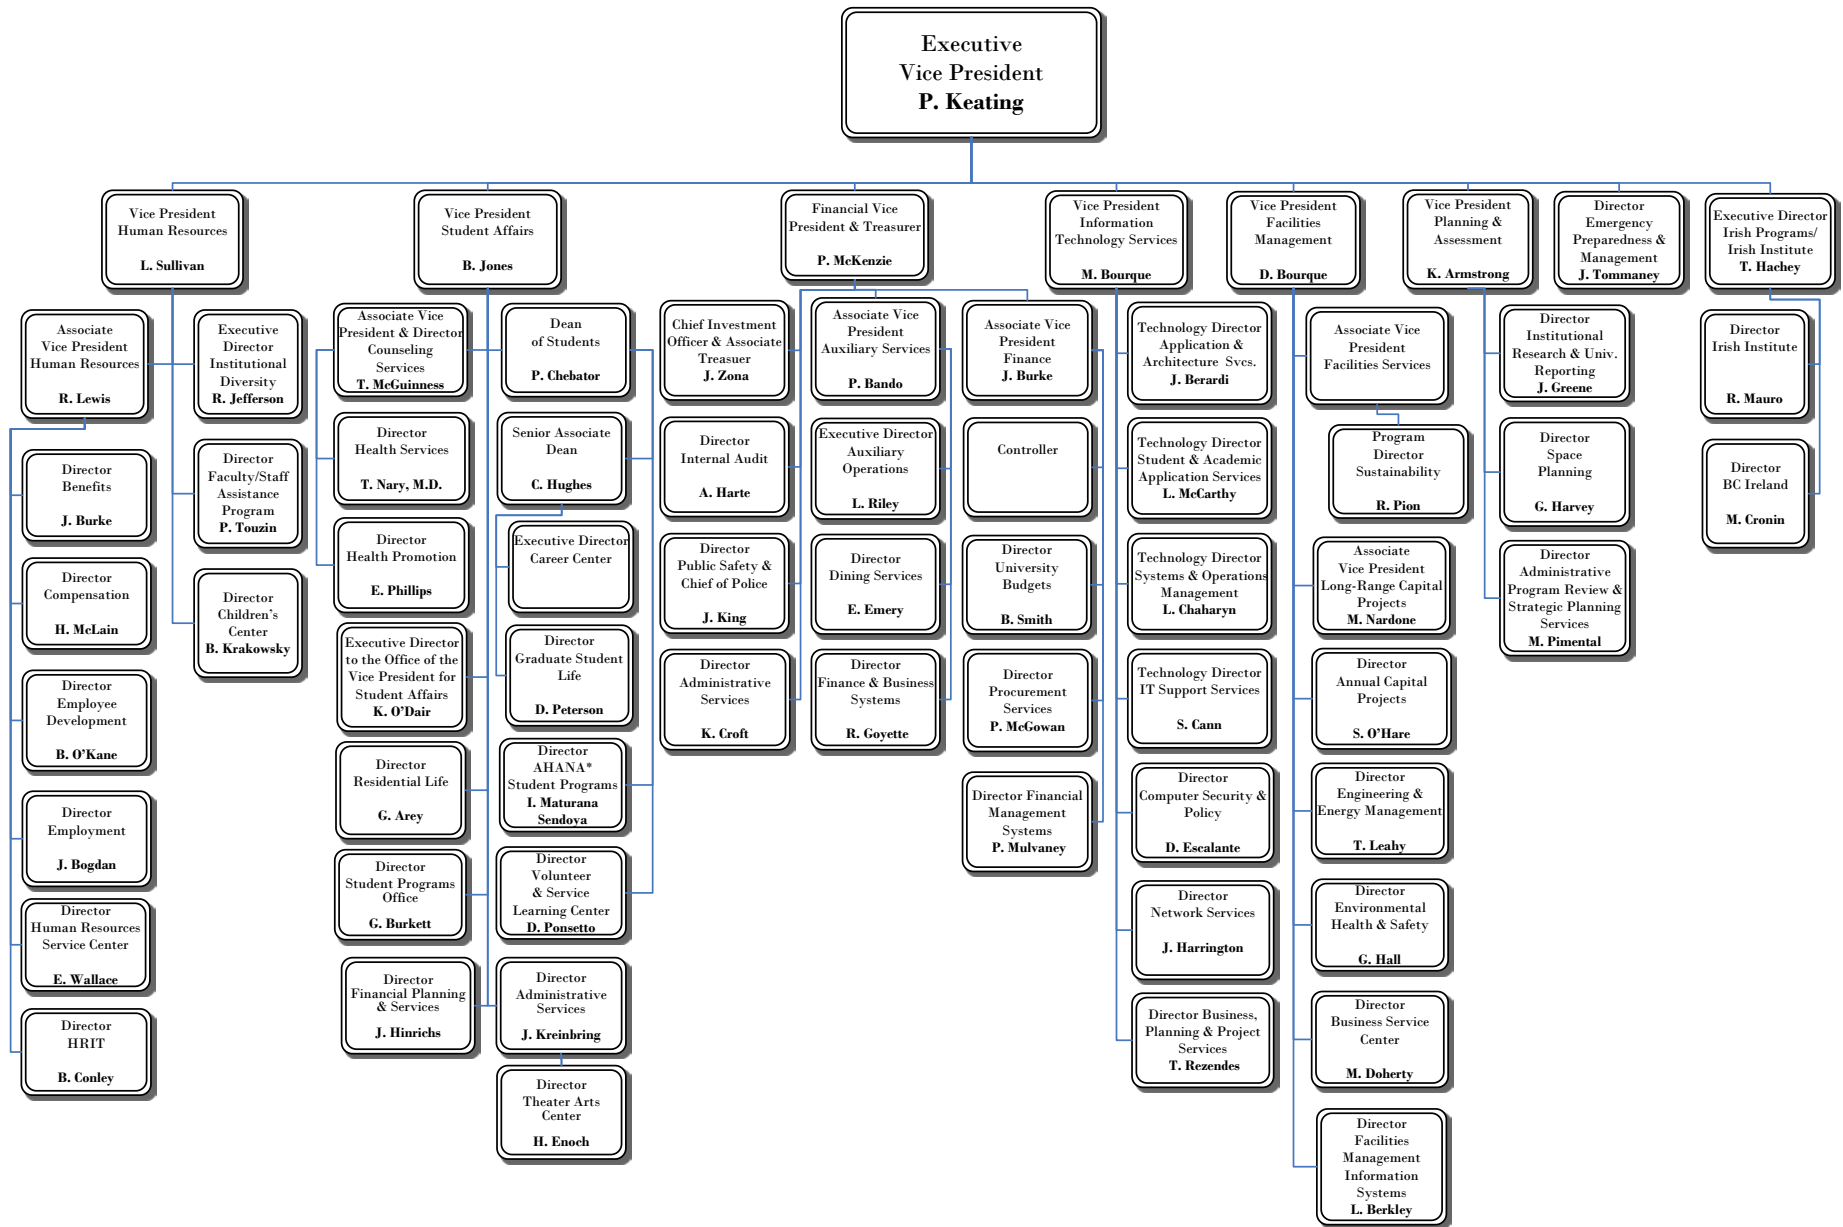 Executive
Vice President
P. Keating
Vice President
Human Resources
L. Sullivan
Vice President
Student Affairs
B. Jones
Financial Vice
President & Treasurer
P. McKenzie
Vice President
Information
Technology Services
M. Bourque
Vice President
Facilities
Management
D. Bourque
Vice President
Planning &
Assessment
K. Armstrong
Director
Emergency
Preparedness &
Management
J. Tommaney
Executive Director
Irish Programs/
Irish Institute
T. Hachey
Associate
Vice President
Human Resources
R. Lewis
Director
Benefits
J. Burke
Director
Compensation
H. McLain
Director
Employee
Development
B. O'Kane
Director
Employment
J. Bogdan
Director
Human Resources
Service Center
E. Wallace
Director
HRIT
B. Conley
Executive
Director
Institutional
Diversity
R. Jefferson
Director
Faculty/Staff
Assistance
Program
P. Touzin
Director
Children's
Center
B. Krakowsky
Associate Vice
President & Director
Counseling
Services
T. McGuinness
Director
Health Services
T. Nary, M.D.
Director
Health Promotion
E. Phillips
Executive Director
to the Office of the
Vice President for
Student Affairs
K. O'Dair
Director
Residential Life
G. Arey
Director
Student Programs
Office
G. Burkett
Director
Financial Planning
& Services
J. Hinrichs
Dean
of Students
P. Chebator
Senior Associate
Dean
C. Hughes
Executive Director
Career Center
Director
Graduate Student
Life
D. Peterson
Director
AHANA*
Student Programs
I. Maturana
Sendoya
Director
Volunteer
& Service
Learning Center
D. Ponsetto
Director
Administrative
Services
J. Kreinbring
Director
Theater Arts
Center
H. Enoch
Chief Investment
Officer & Associate
Treasuer
J. Zona
Director
Internal Audit
A. Harte
Director
Public Safety &
Chief of Police
J. King
Director
Administrative
Services
K. Croft
Associate Vice
President
Auxiliary Services
P. Bando
Executive Director
Auxiliary
Operations
L. Riley
Director
Dining Services
E. Emery
Director
Finance & Business
Systems
R. Goyette
Associate Vice
President
Finance
J. Burke
Controller
Director
University
Budgets
B. Smith
Director
Procurement
Services
P. McGowan
Director Financial
Management
Systems
P. Mulvaney
Technology Director
Application &
Architecture Svcs.
J. Berardi
Technology Director
Student & Academic
Application Services
L. McCarthy
Technology Director
Systems & Operations
Management
L. Chaharyn
Technology Director
IT Support Services
S. Cann
Director
Computer Security &
Policy
D. Escalante
Director
Network Services
J. Harrington
Director Business,
Planning & Project
Services
T. Rezendes
Associate Vice
President
Facilities Services
Program
Director
Sustainability
R. Pion
Associate
Vice President
Long-Range Capital
Projects
M. Nardone
Director
Annual Capital
Projects
S. O'Hare
Director
Engineering &
Energy Management
T. Leahy
Director
Environmental
Health & Safety
G. Hall
Director
Business Service
Center
M. Doherty
Director
Facilities
Management
Information
Systems
L. Berkley
Director
Institutional
Research & Univ.
Reporting
J. Greene
Director
Space
Planning
G. Harvey
Director
Administrative
Program Review &
Strategic Planning
Services
M. Pimental
Director
Irish Institute
R. Mauro
Director
BC Ireland
M. Cronin